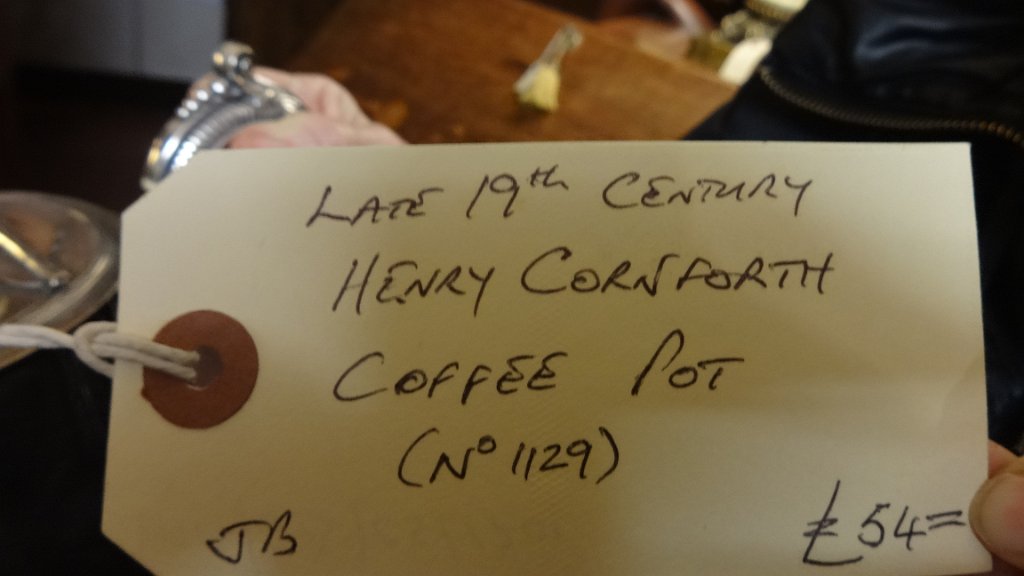 LATE 19th CENTURY
HENRY CORNFORTH
COFFEE POT
(Nº 1129)
JB £54=